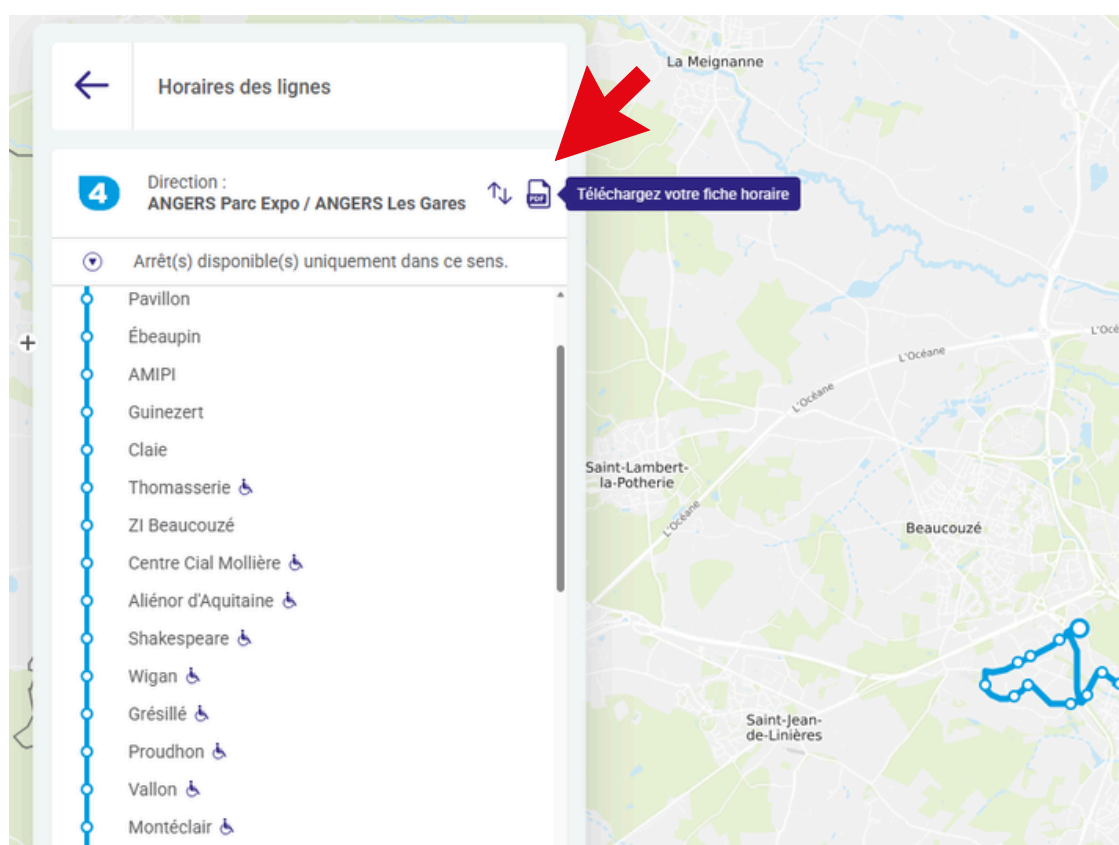 Horaires des lignes
4
Direction :
ANGERS Parc Expo / ANGERS Les Gares
PDF
Téléchargez votre fiche horaire
Arrêt(s) disponible(s) uniquement dans ce sens.
Pavillon
Ébeaupin
AMIPI
Guinezert
Claie
Thomasserie
ZI Beaucouzé
Centre Cial Mollière
Aliénor d'Aquitaine
Shakespeare
Wigan
Grésillé
Proudhon
Vallon
Montéclair
La Meignanne
L'Océane
L'Océane
Saint-Lambert-
la-Potherie
L'Océane
Beaucouzé
Saint-Jean-
de-Linières